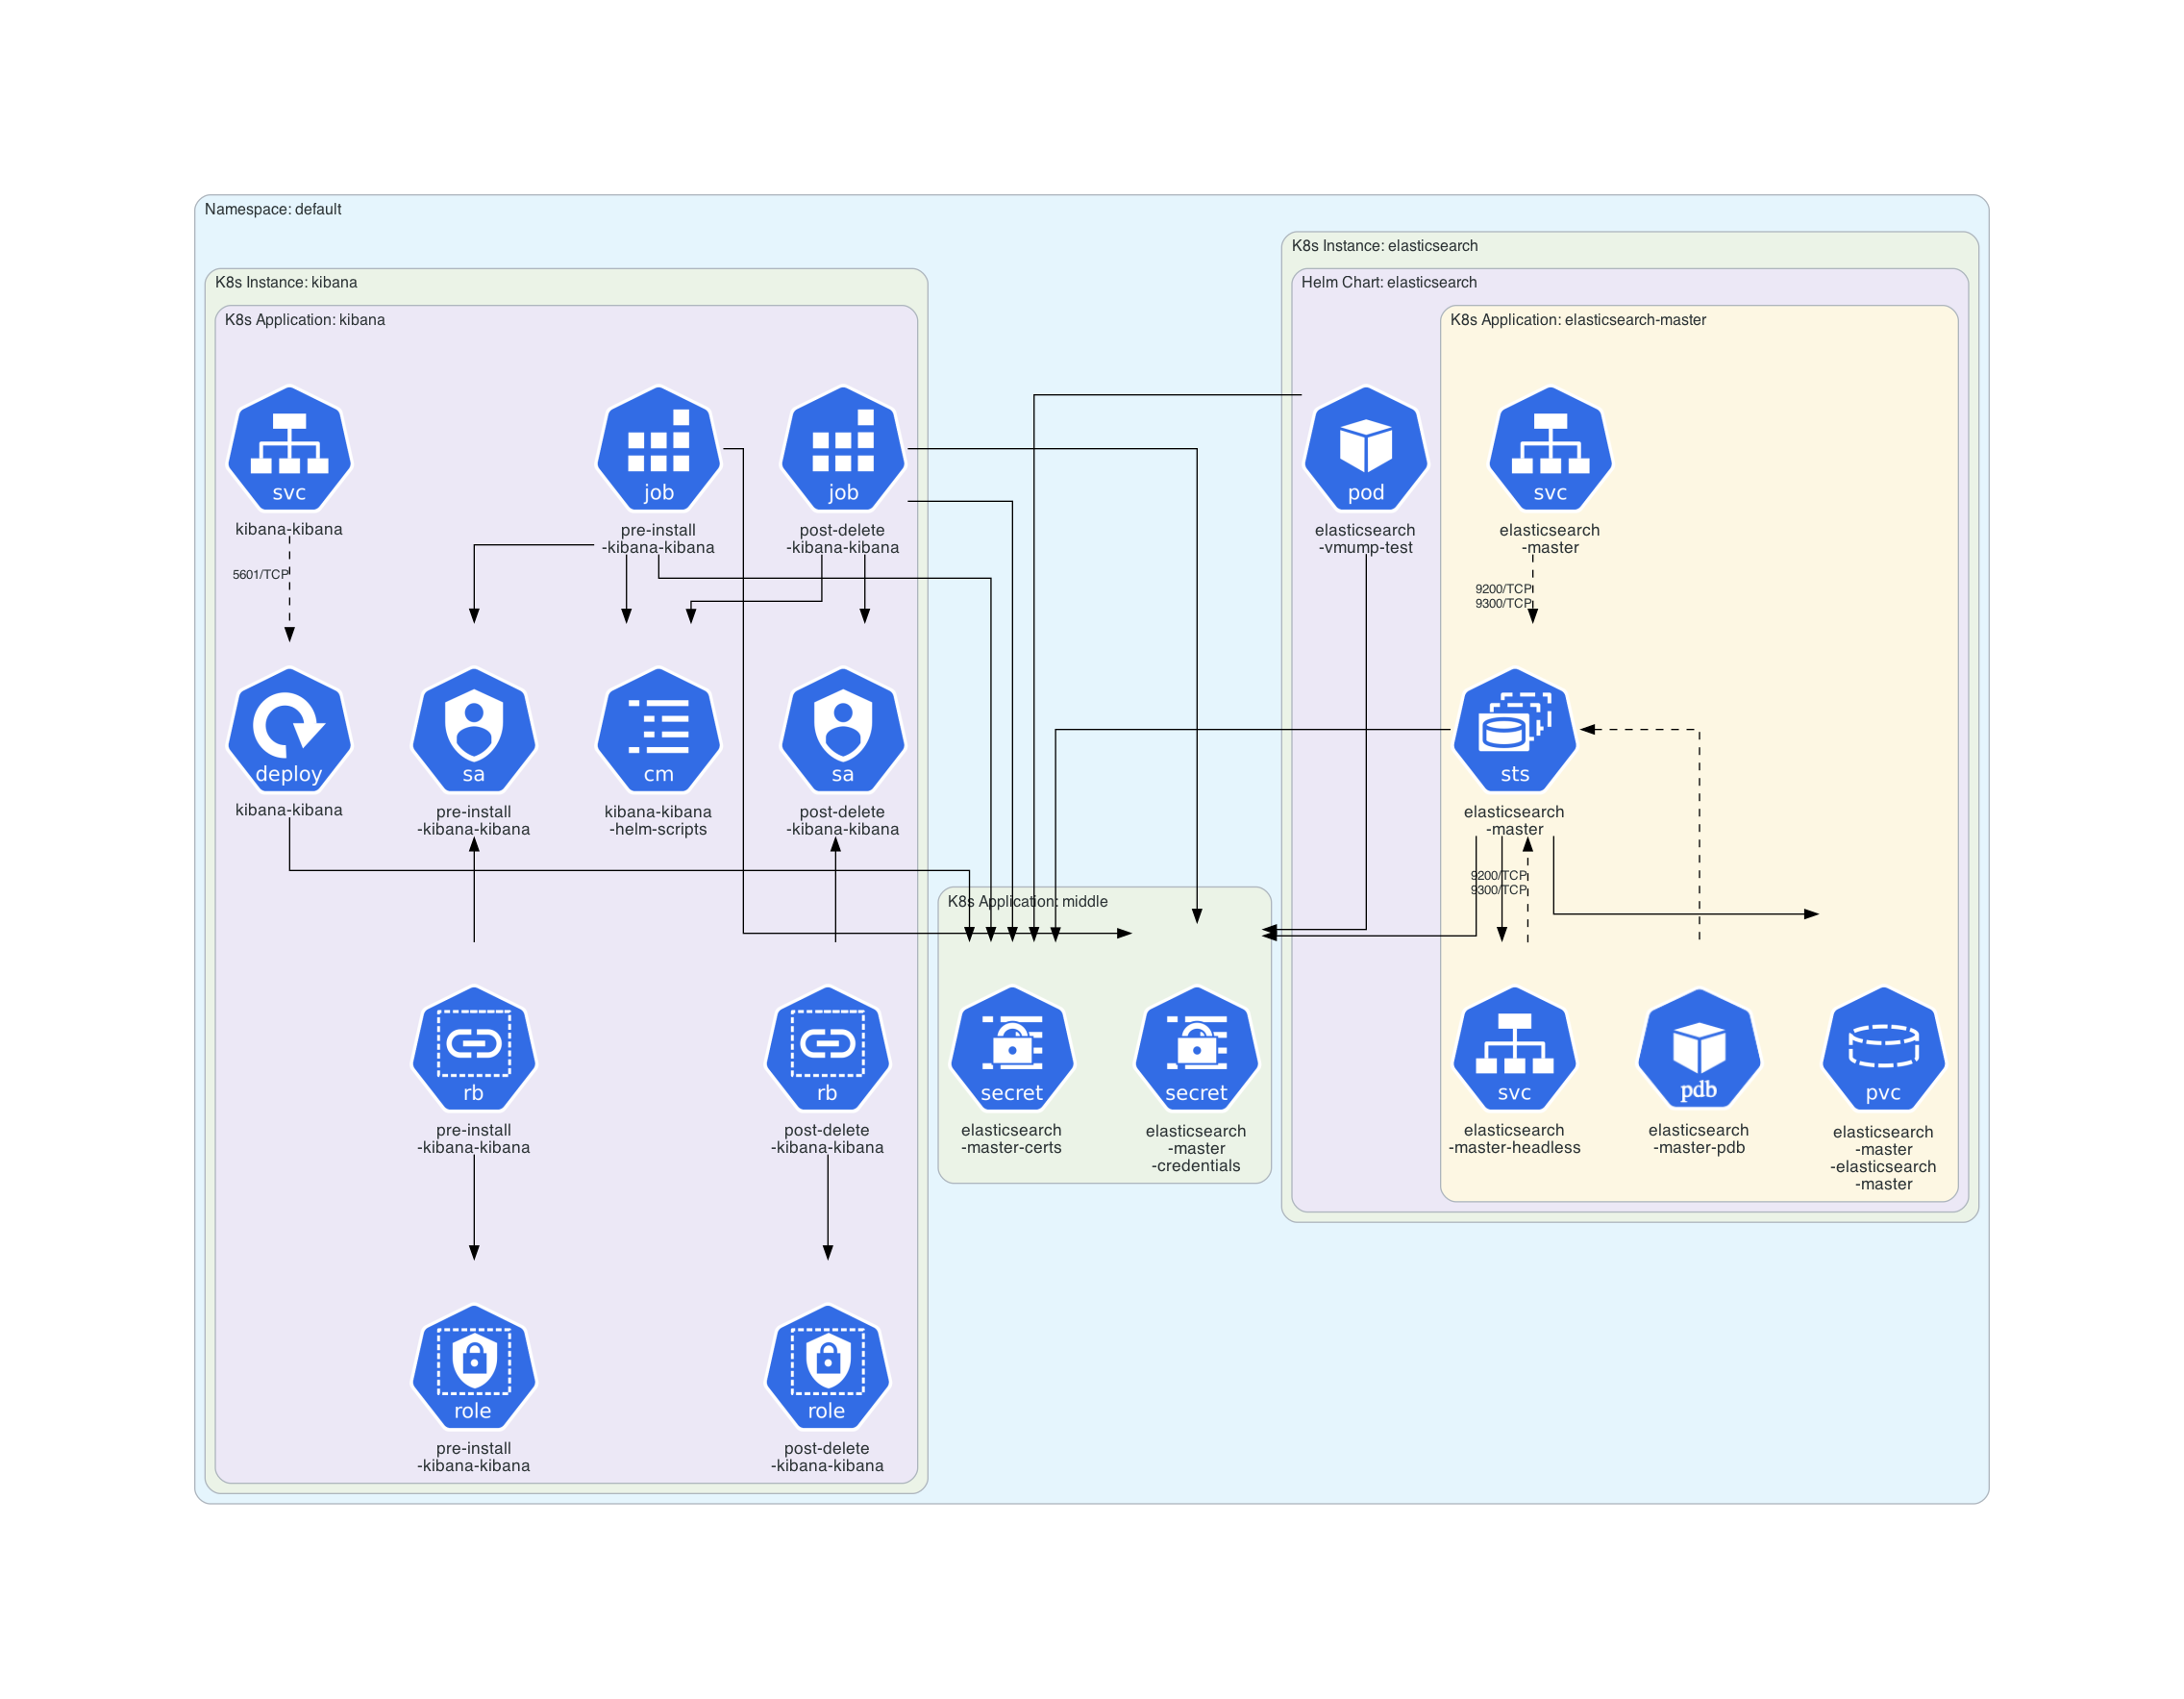 Namespace: default
K8s Instance: kibana
K8s Application: kibana
svc
kibana-kibana
5601/TCP
job
pre-install
-kibana-kibana
job
post-delete
-kibana-kibana
deploy
kibana-kibana
sa
pre-install
-kibana-kibana
cm
kibana-kibana
-helm-scripts
sa
post-delete
-kibana-kibana
rb
pre-install
-kibana-kibana
rb
post-delete
-kibana-kibana
role
pre-install
-kibana-kibana
role
post-delete
-kibana-kibana
K8s Application: middle
secret
elasticsearch
-master-certs
secret
elasticsearch
-master
-credentials
K8s Instance: elasticsearch
Helm Chart: elasticsearch
K8s Application: elasticsearch-master
pod
elasticsearch
-vmump-test
svc
elasticsearch
-master
9200/TCP
9300/TCP
sts
elasticsearch
-master
9200/TCP
9300/TCP
svc
elasticsearch
-master-headless
pdb
elasticsearch
-master-pdb
pvc
elasticsearch
-master
-elasticsearch
-master